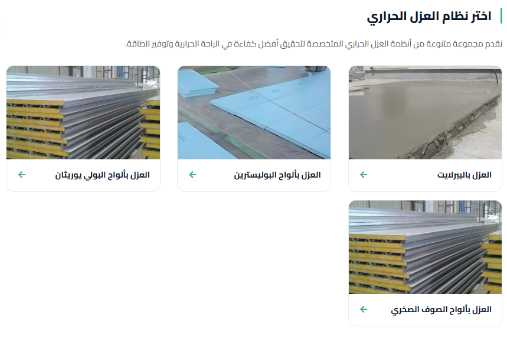 اختر نظام العزل الحراري
نقدم مجموعة متنوعة من أنظمة العزل الحراري المتخصصة لتحقيق أفضل كفاءة في الراحة الحرارية وتوفير الطاقة.
العزل بالبيرلايت
العزل بألواح البوليسترين
العزل بألواح البولي يوريثان
العزل بألواح الصوف الصخري